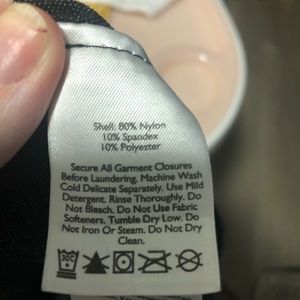 Shell: 80% Nylon
10% Spandex
10% Polyester
Secure All Garment Closures
Before Laundering. Machine Wash
Cold Delicate Separately. Use Mild
Detergent. Rinse Thoroughly. Do
Not Bleach. Do Not Use Fabric
Softeners. Tumble Dry Low. Do
Not Iron Or Steam. Do Not Dry
Clean.
30C